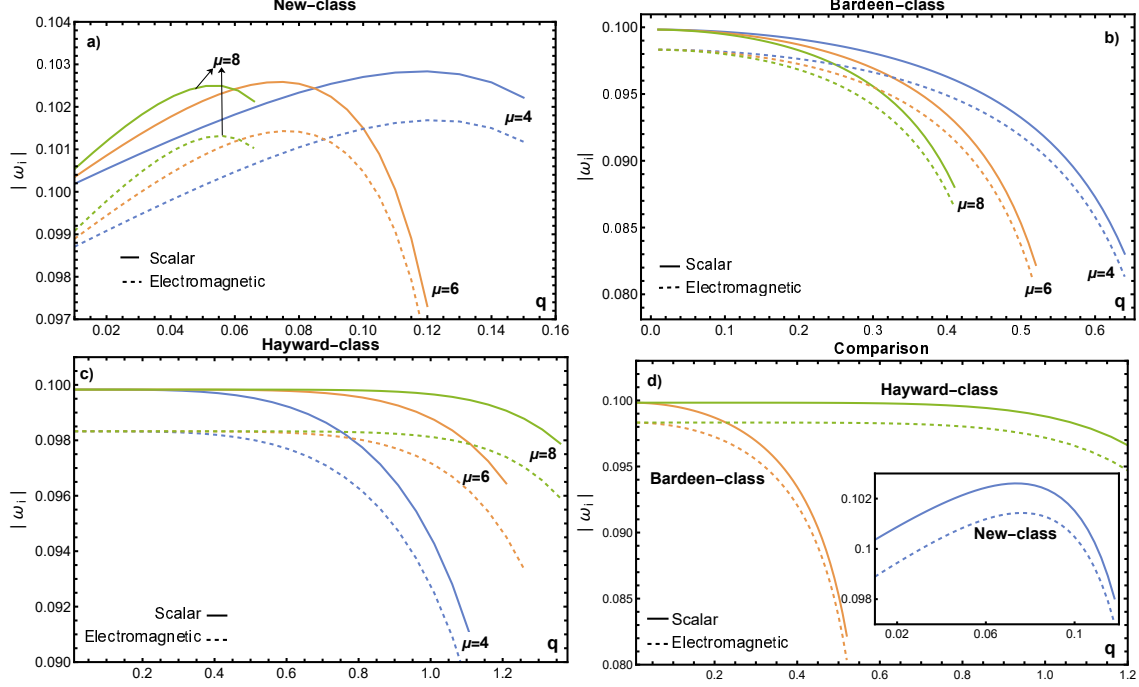 New-class
a)
0.104
0.103
0.102
0.101
0.100
0.099
0.098
0.097
| ωi |
μ=8
μ=4
μ=6
Scalar
Electromagnetic
q
0.02 0.04 0.06 0.08 0.10 0.12 0.14 0.16
Bardeen-class
b)
0.100
0.095
0.090
0.085
0.080
|ωi|
μ=8
μ=4
μ=6
Scalar
Electromagnetic
q
0.0 0.1 0.2 0.3 0.4 0.5 0.6
Hayward-class
c)
0.100
0.098
0.096
0.094
0.092
0.090
| ωi |
μ=8
μ=6
μ=4
Scalar
Electromagnetic
q
0.2 0.4 0.6 0.8 1.0 1.2
Comparison
d)
0.100
0.095
0.090
0.085
0.080
| ωi |
Hayward-class
Bardeen-class
0.102
0.1
0.098
New-class
0.02 0.06 0.1
Scalar
Electromagnetic
q
0.2 0.4 0.6 0.8 1.0 1.2